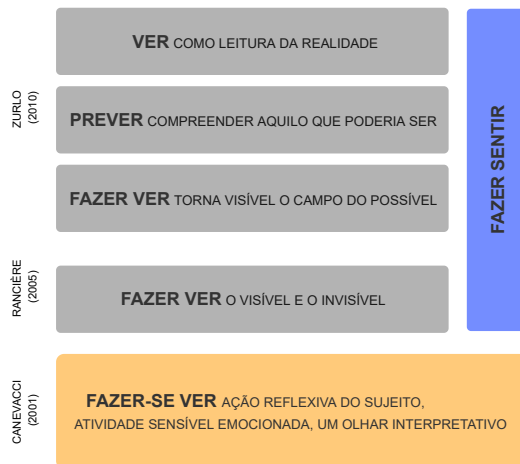 VER COMO LEITURA DA REALIDADE
ZURLO
(2010)
PREVER COMPREENDER AQUILO QUE PODERIA SER
FAZER VER TORNA VISÍVEL O CAMPO DO POSSÍVEL
FAZER SENTIR
RANCIÈRE
(2005)
FAZER VER O VISÍVEL E O INVISÍVEL
CANEVACCI
(2001)
FAZER-SE VER AÇÃO REFLEXIVA DO SUJEITO,
ATIVIDADE SENSÍVEL EMOCIONADA, UM OLHAR INTERPRETATIVO